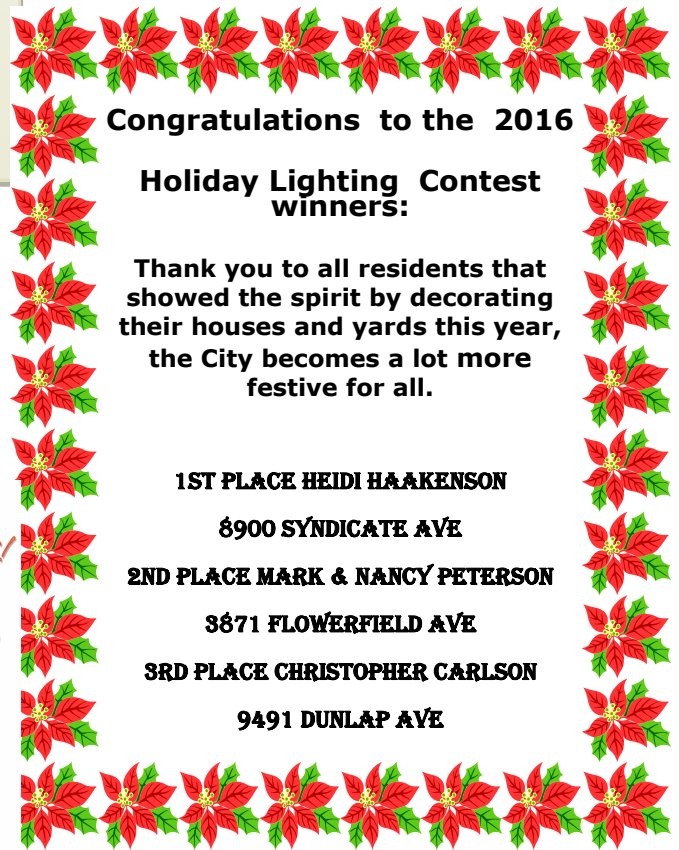 Congratulations to the 2016
Holiday Lighting Contest
winners:
Thank you to all residents that
showed the spirit by decorating
their houses and yards this year,
the City becomes a lot more
festive for all.
1ST PLACE HEIDI HAAKENSON
8900 SYNDICATE AVE
2ND PLACE MARK & NANCY PETERSON
3871 FLOWERFIELD AVE
3RD PLACE CHRISTOPHER CARLSON
9491 DUNLAP AVE